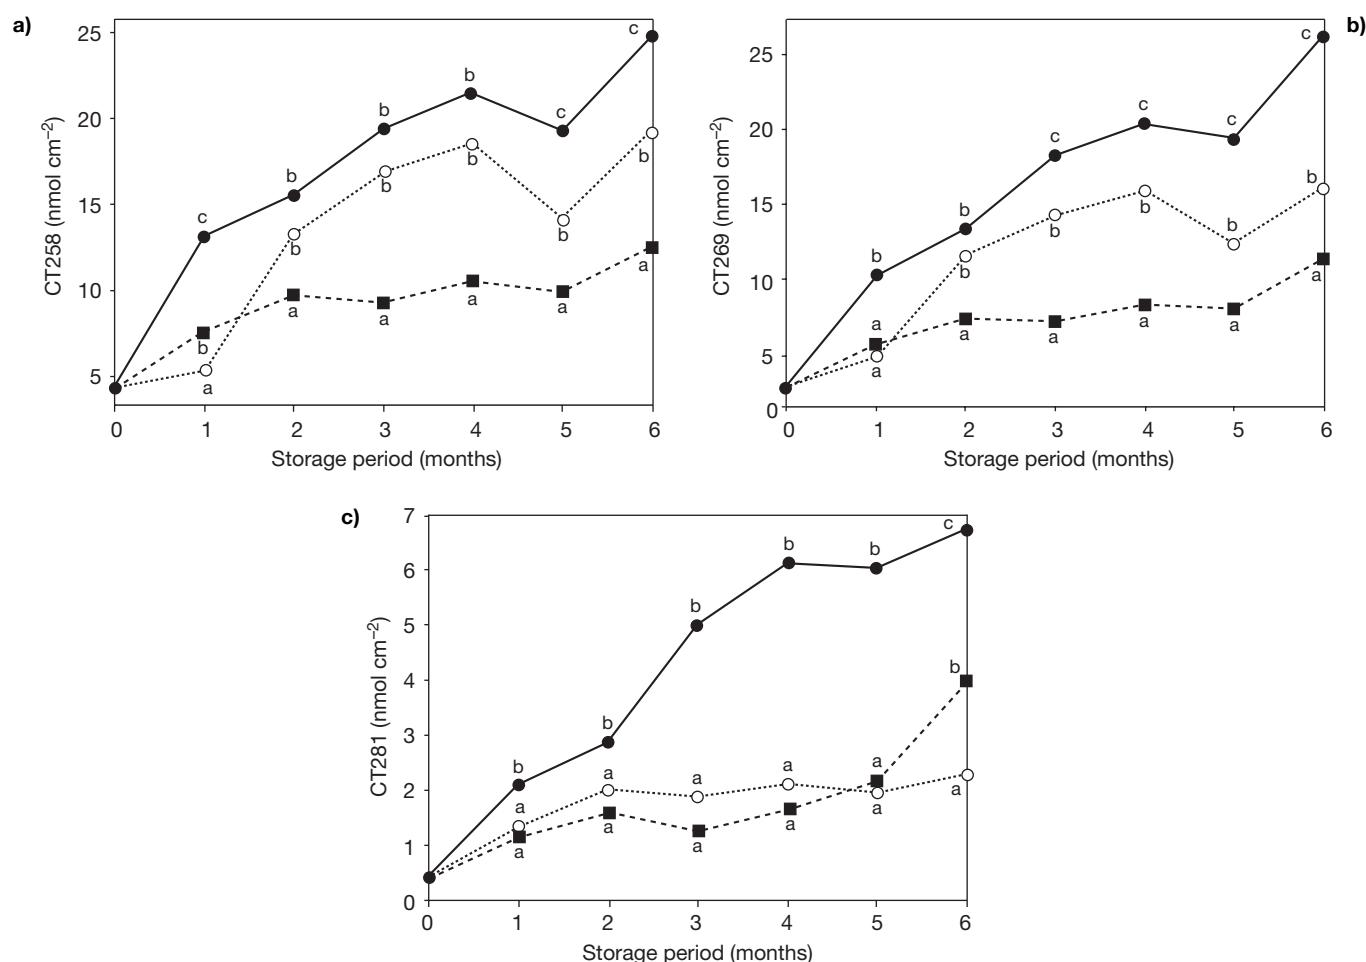 a)
25
20
15
10
5
CT258 (nmol cm−2)
c
b
b
b
c
c
b
b
b
b
b
a
b
a
a
a
a
a
0 1 2 3 4 5 6
Storage period (months)
b)
25
20
15
10
5
0
CT269 (nmol cm−2)
b
b
c
c
c
c
b
b
b
b
b
a
a
a
a
a
a
a
0 1 2 3 4 5 6
Storage period (months)
c)
7
6
5
4
3
2
1
0
CT281 (nmol cm−2)
b
b
b
b
b
c
a
a
a
a
a
b
a
a
a
a
a
a
0 1 2 3 4 5 6
Storage period (months)